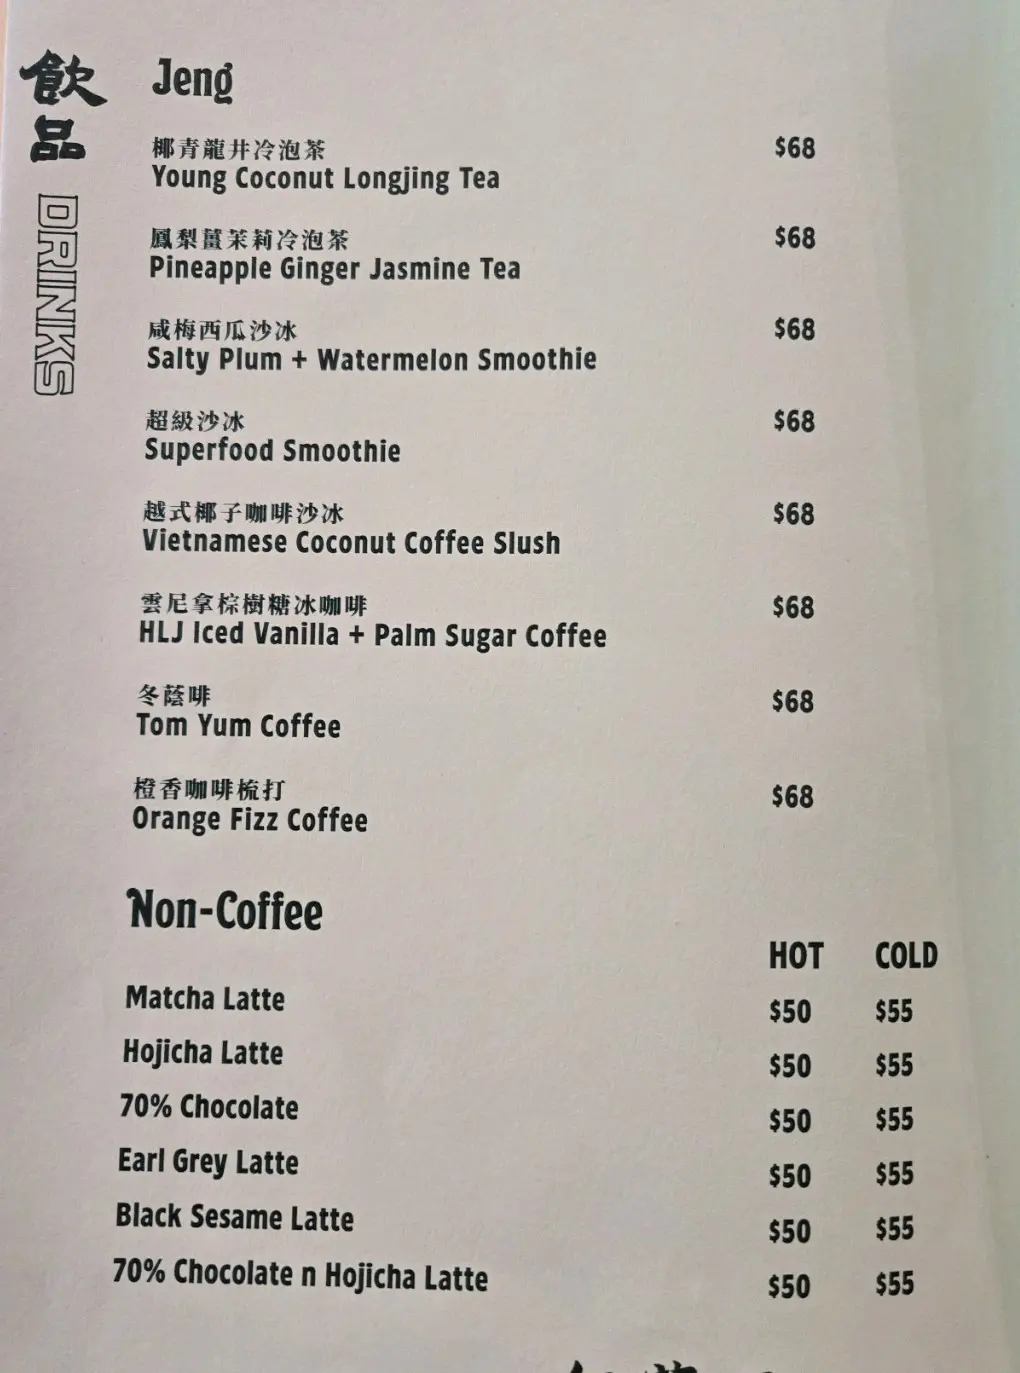 飲品 DRINKS
Jeng
椰青龍井冷泡茶 $68
Young Coconut Longjing Tea
鳳梨薑茉莉冷泡茶 $68
Pineapple Ginger Jasmine Tea
咸梅西瓜沙冰 $68
Salty Plum + Watermelon Smoothie
超級沙冰 $68
Superfood Smoothie
越式椰子咖啡沙冰 $68
Vietnamese Coconut Coffee Slush
雲尼拿棕樹糖冰咖啡 $68
HLJ Iced Vanilla + Palm Sugar Coffee
冬蔭啡 $68
Tom Yum Coffee
橙香咖啡梳打 $68
Orange Fizz Coffee
Non-Coffee
HOT COLD
Matcha Latte $50 $55
Hojicha Latte $50 $55
70% Chocolate $50 $55
Earl Grey Latte $50 $55
Black Sesame Latte $50 $55
70% Chocolate n Hojicha Latte $50 $55